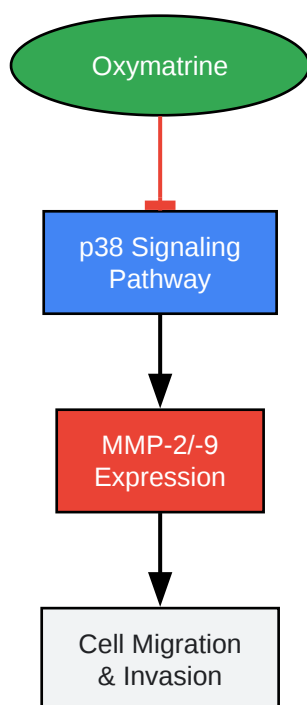 Oxymatrine
p38 Signaling
Pathway
MMP-2/-9
Expression
Cell Migration
& Invasion